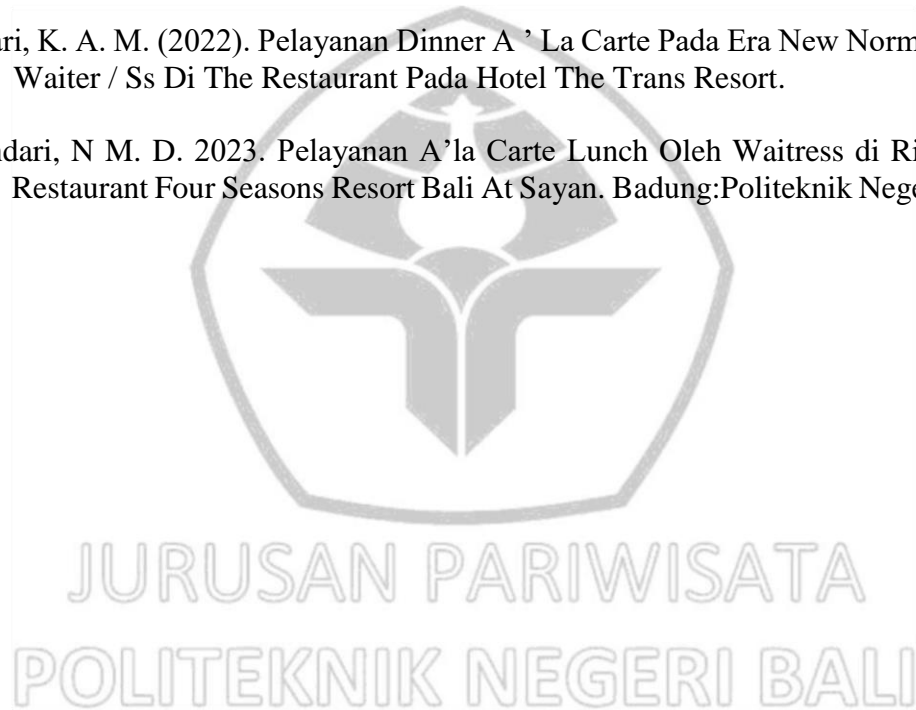 ri, K. A. M. (2022). Pelayanan Dinner A ’ La Carte Pada Era New Norm
Waiter / Ss Di The Restaurant Pada Hotel The Trans Resort.
dari, N M. D. 2023. Pelayanan A’la Carte Lunch Oleh Waitress di Ri
Restaurant Four Seasons Resort Bali At Sayan. Badung:Politeknik Nege
JURUSAN PARIWISATA
POLITEKNIK NEGERI BALI